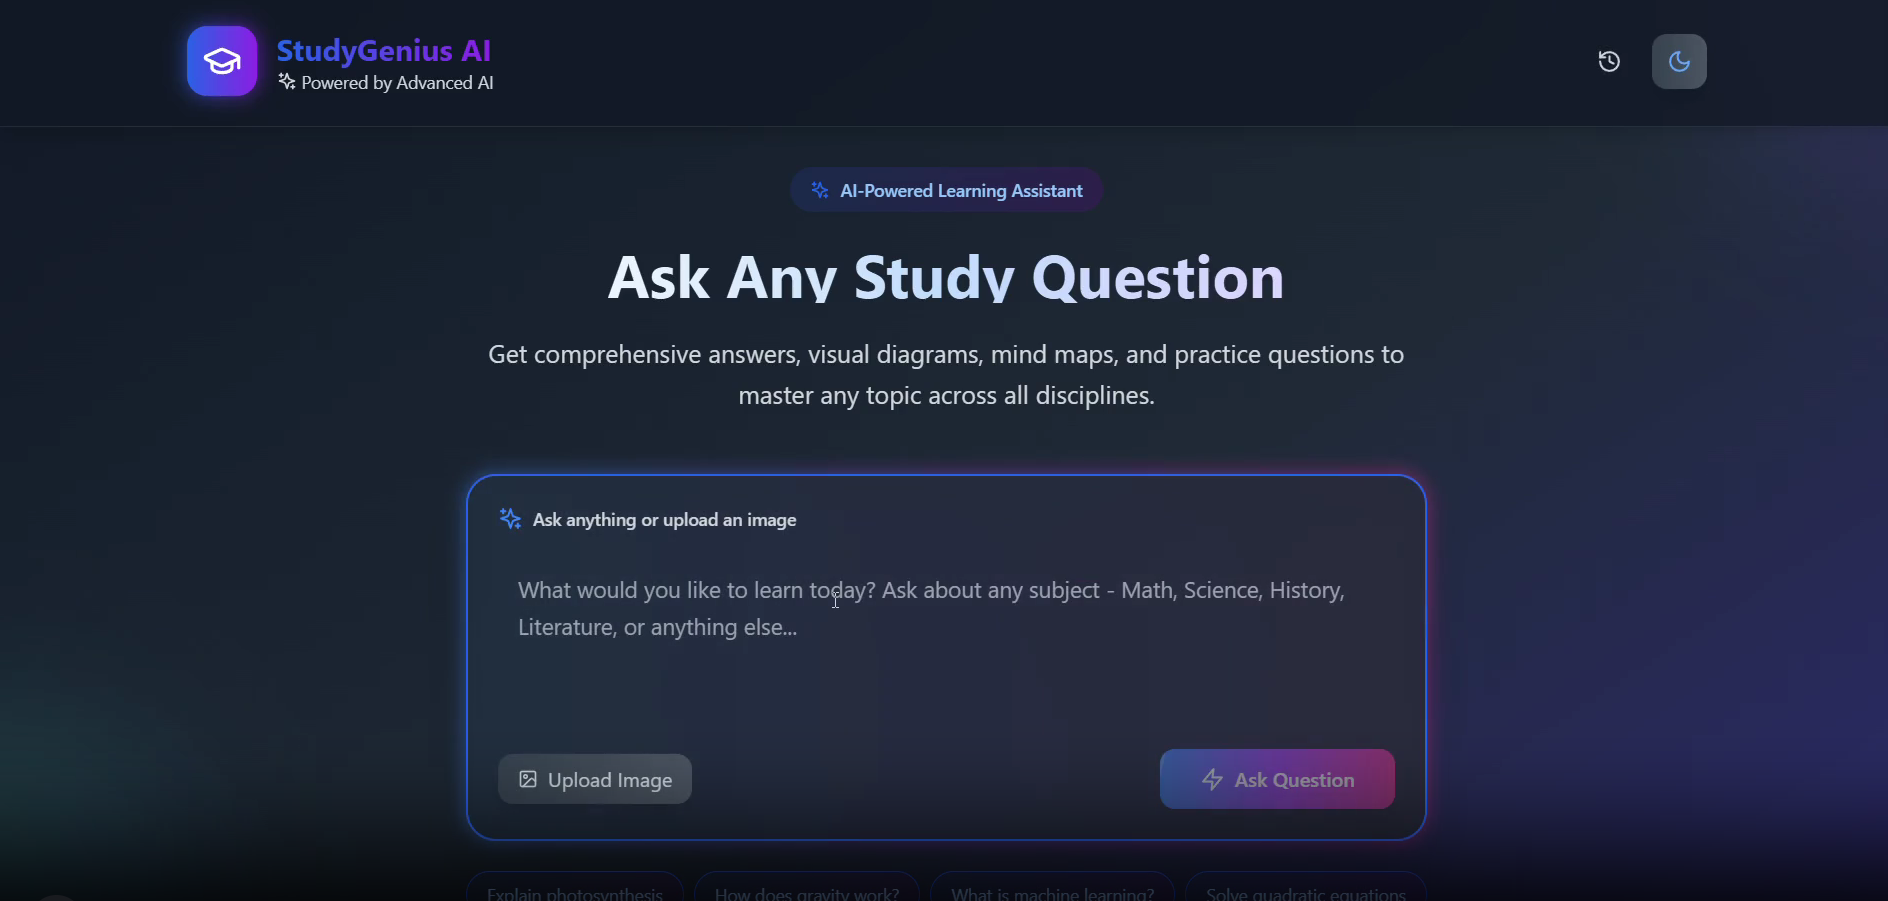 StudyGenius AI
Powered by Advanced AI
AI-Powered Learning Assistant
Ask Any Study Question
Get comprehensive answers, visual diagrams, mind maps, and practice questions to
master any topic across all disciplines.
Ask anything or upload an image
What would you like to learn today? Ask about any subject - Math, Science, History,
Literature, or anything else...
Upload Image
Ask Question
Explain photosynthesis
How does gravity work?
What is machine learning?
Solve quadratic equations